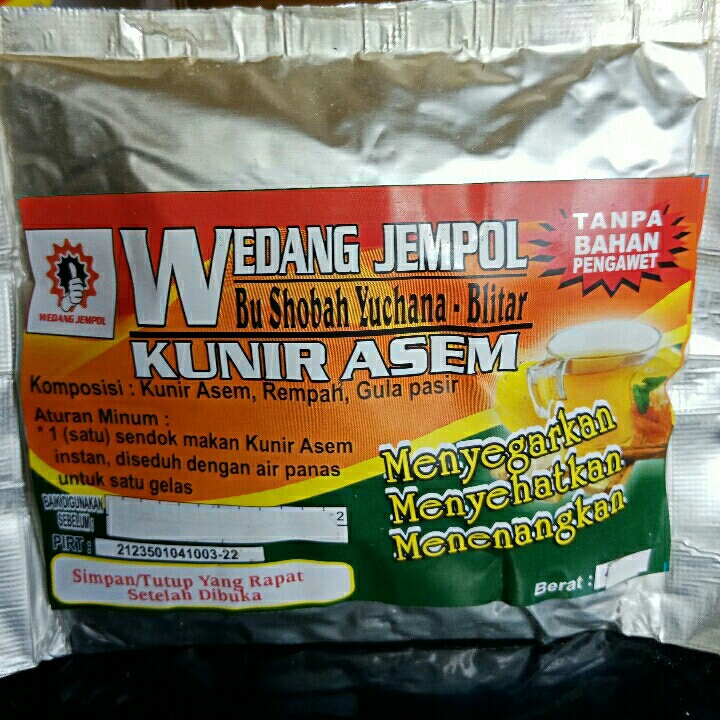 WEDANG JEMPOL
WEDANG JEMPOL
Bu Shobah Yuchana - Blitar
KUNIR ASEM
TANPA
BAHAN
PENGAWET
Komposisi : Kunir Asem, Rempah, Gula pasir
Aturan Minum :
* 1 (satu) sendok makan Kunir Asem
instan, diseduh dengan air panas
untuk satu gelas
BAIK DIGUNAKAN
SEBELUM :
2
P.IRT : 2123501041003-22
Simpan/Tutup Yang Rapat
Setelah Dibuka
Menyegarkan
Menyehatkan
Menenangkan
Berat :